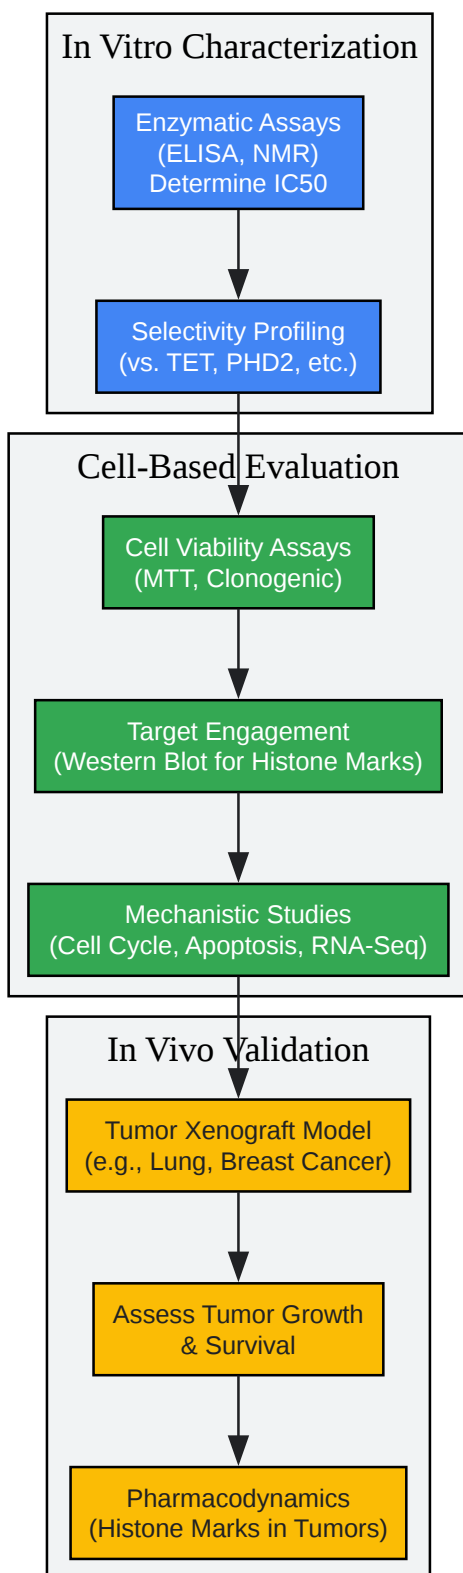 In Vitro Characterization
Enzymatic Assays
(ELISA, NMR)
Determine IC50
Selectivity Profiling
(vs. TET, PHD2, etc.)
Cell-Based Evaluation
Cell Viability Assays
(MTT, Clonogenic)
Target Engagement
(Western Blot for Histone Marks)
Mechanistic Studies
(Cell Cycle, Apoptosis, RNA-Seq)
In Vivo Validation
Tumor Xenograft Model
(e.g., Lung, Breast Cancer)
Assess Tumor Growth
& Survival
Pharmacodynamics
(Histone Marks in Tumors)